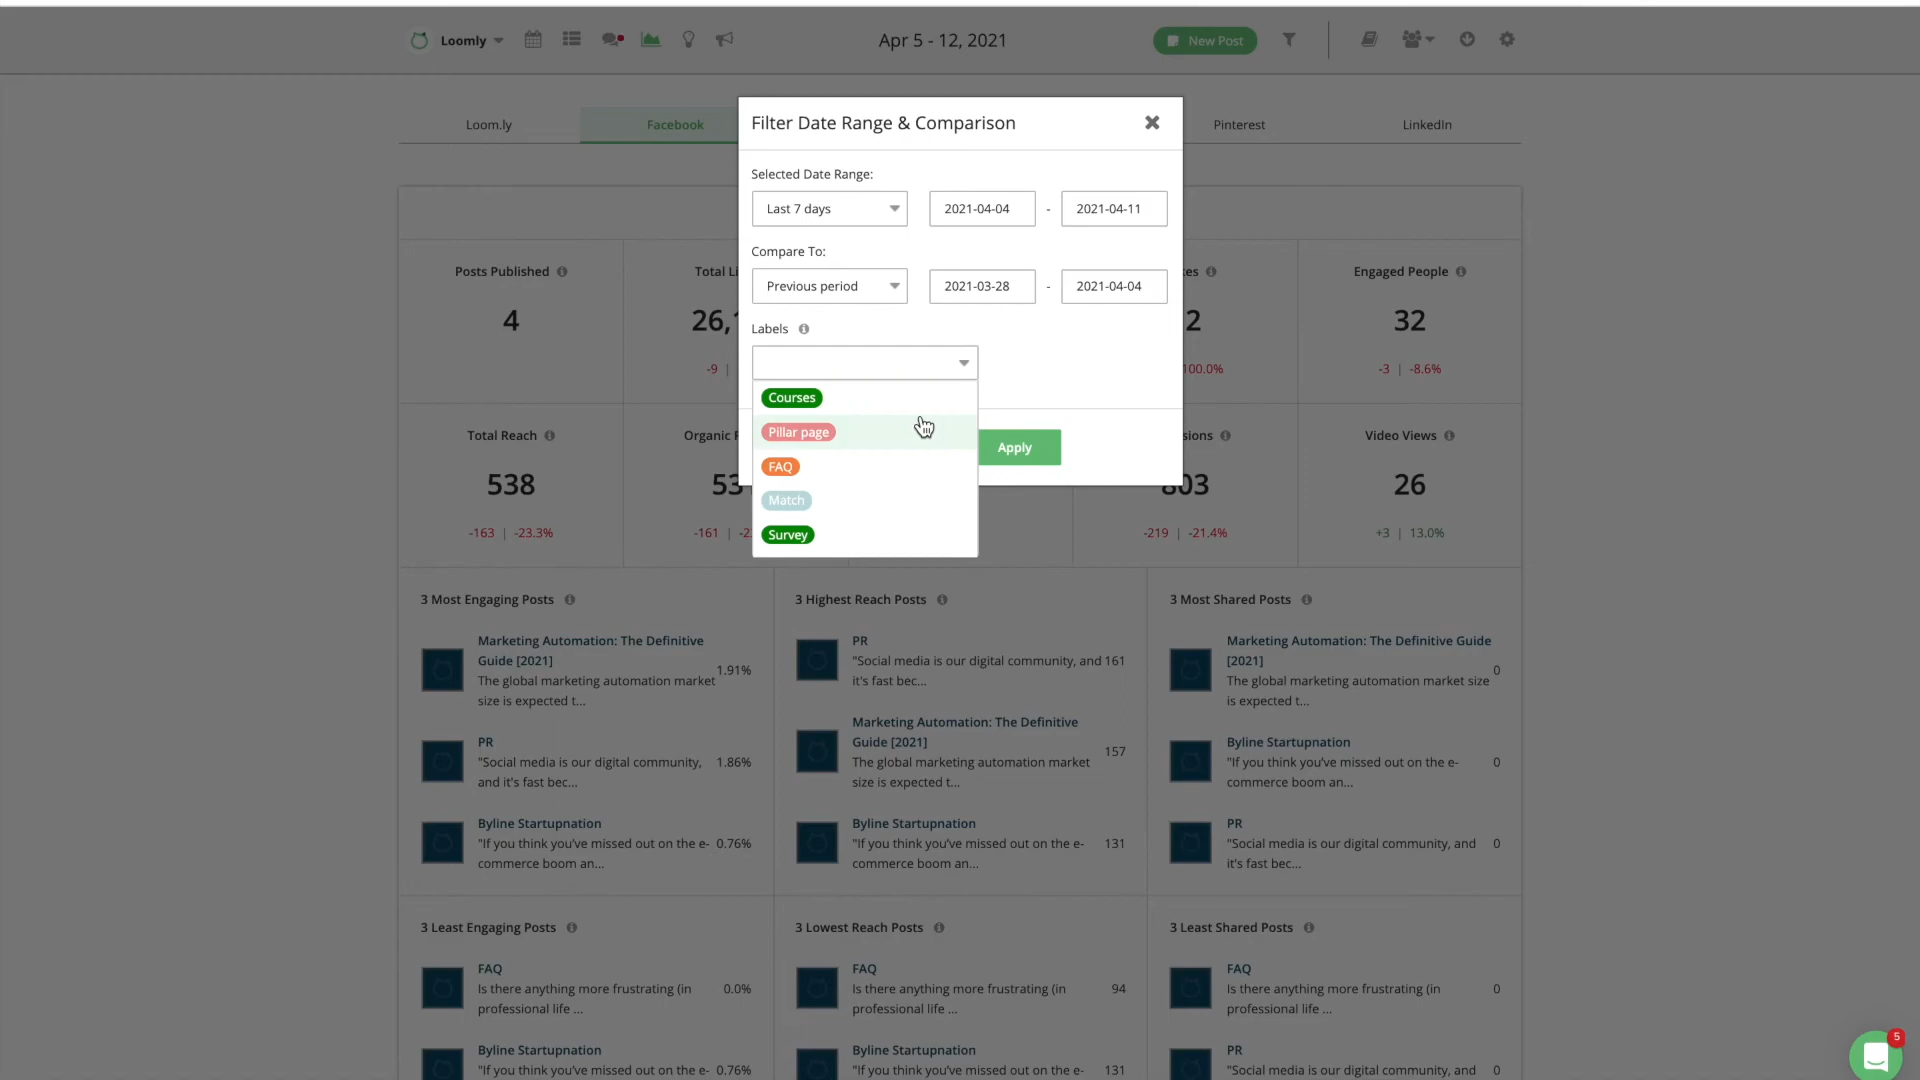 Loomly
Apr 5 - 12, 2021
New Post
Loom.ly
Facebook
Pinterest
LinkedIn
Filter Date Range & Comparison
Selected Date Range:
Last 7 days
2021-04-04
-
2021-04-11
Compare To:
Previous period
2021-03-28
-
2021-04-04
Labels
Courses
Pillar page
FAQ
Match
Survey
Apply
Posts Published
4
Total Li
26,
-9 |
kes
2
100.0%
Engaged People
32
-3 | -8.6%
Total Reach
538
-163 | -23.3%
Organic
53
-161 |
sions
803
-219 | -21.4%
Video Views
26
+3 | 13.0%
3 Most Engaging Posts
Marketing Automation: The Definitive
Guide [2021]
1.91%
The global marketing automation market
size is expected t...
PR
"Social media is our digital community,
1.86%
and it's fast bec...
Byline Startupnation
"If you think you've missed out on the e-
0.76%
commerce boom an...
3 Highest Reach Posts
PR
"Social media is our digital community, and
161
it's fast bec...
Marketing Automation: The Definitive
Guide [2021]
157
The global marketing automation market
size is expected t...
Byline Startupnation
"If you think you've missed out on the e-
131
commerce boom an...
3 Most Shared Posts
Marketing Automation: The Definitive Guide
[2021]
0
The global marketing automation market size
is expected t...
Byline Startupnation
"If you think you've missed out on the e-
0
commerce boom an...
PR
"Social media is our digital community, and
0
it's fast bec...
3 Least Engaging Posts
FAQ
Is there anything more frustrating (in
0.0%
professional life ...
Byline Startupnation
"If you think you've missed out on the e-
0.76%
3 Lowest Reach Posts
FAQ
Is there anything more frustrating (in
94
professional life ...
Byline Startupnation
"If you think you've missed out on the e-
131
3 Least Shared Posts
FAQ
Is there anything more frustrating (in
0
professional life ...
PR
"Social media is our digital community, and
0
5